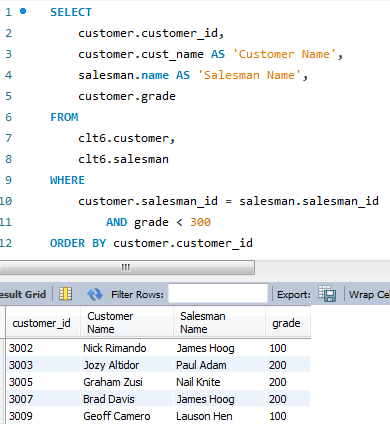 1 SELECT
2 customer.customer_id,
3 customer.cust_name AS 'Customer Name',
4 salesman.name AS 'Salesman Name',
5 customer.grade
6 FROM
7 clt6.customer,
8 clt6.salesman
9 WHERE
10 customer.salesman_id = salesman.salesman_id
11 AND grade < 300
12 ORDER BY customer.customer_id
esult Grid Filter Rows: Export: Wrap Ce
customer_id Customer Name Salesman Name grade
3002 Nick Rimando James Hoog 100
3003 Jozy Altidor Paul Adam 200
3005 Graham Zusi Nail Knite 200
3007 Brad Davis James Hoog 200
3009 Geoff Camero Lauson Hen 100